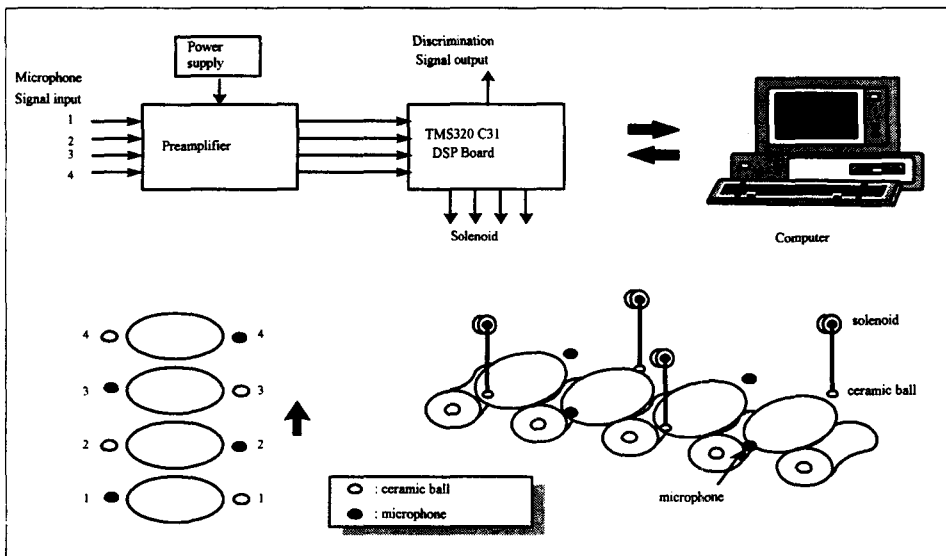 Power
supply
Discrimination
Signal output
Microphone
Signal input
1
2
3
4
Preamplifier
TMS320 C31
DSP Board
Solenoid
Computer
4 4
3 3
2 2
1 1
solenoid
ceramic ball
microphone
: ceramic ball
: microphone